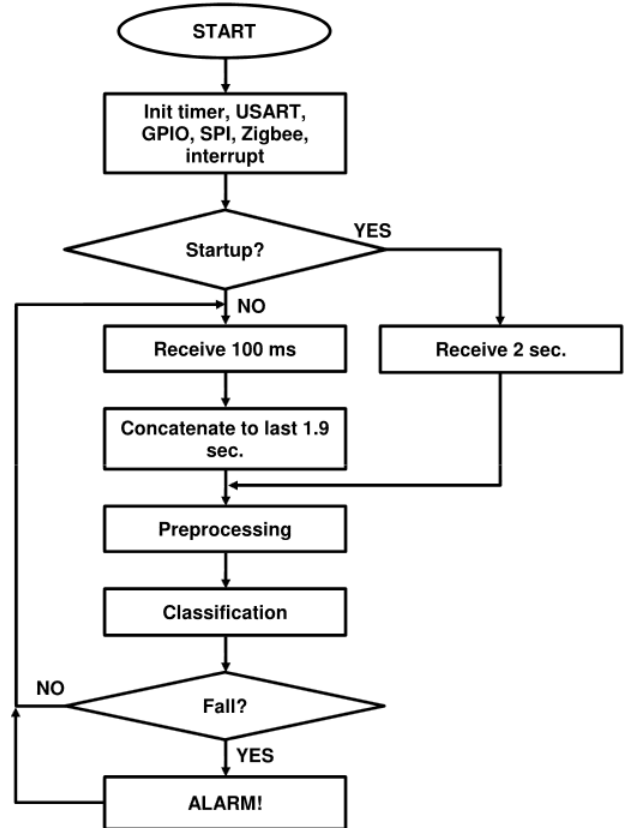 START
Init timer, USART,
GPIO, SPI, Zigbee,
interrupt
YES
Startup?
NO
Receive 100 ms
Receive 2 sec.
Concatenate to last 1.9
sec.
Preprocessing
Classification
NO
Fall?
YES
ALARM!